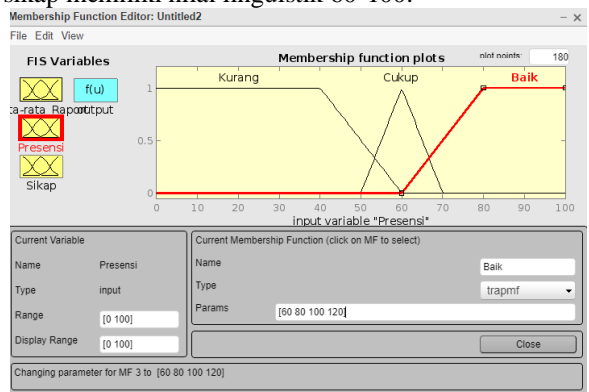 sikap memiliki nilai linguistik 60-100.
Membership Function Editor: Untitled2
File Edit View
FIS Variables
f(u)
ta-rata Raport
output
Presensi
Sikap
Membership function plots
plot points: 180
Kurang Cukup Baik
1
0.5
0
0 10 20 30 40 50 60 70 80 90 100
input variable "Presensi"
Current Variable
Name Presensi
Type input
Range [0 100]
Display Range [0 100]
Current Membership Function (click on MF to select)
Name Baik
Type trapmf
Params [60 80 100 120]
Close
Changing parameter for MF 3 to [60 80 100 120]